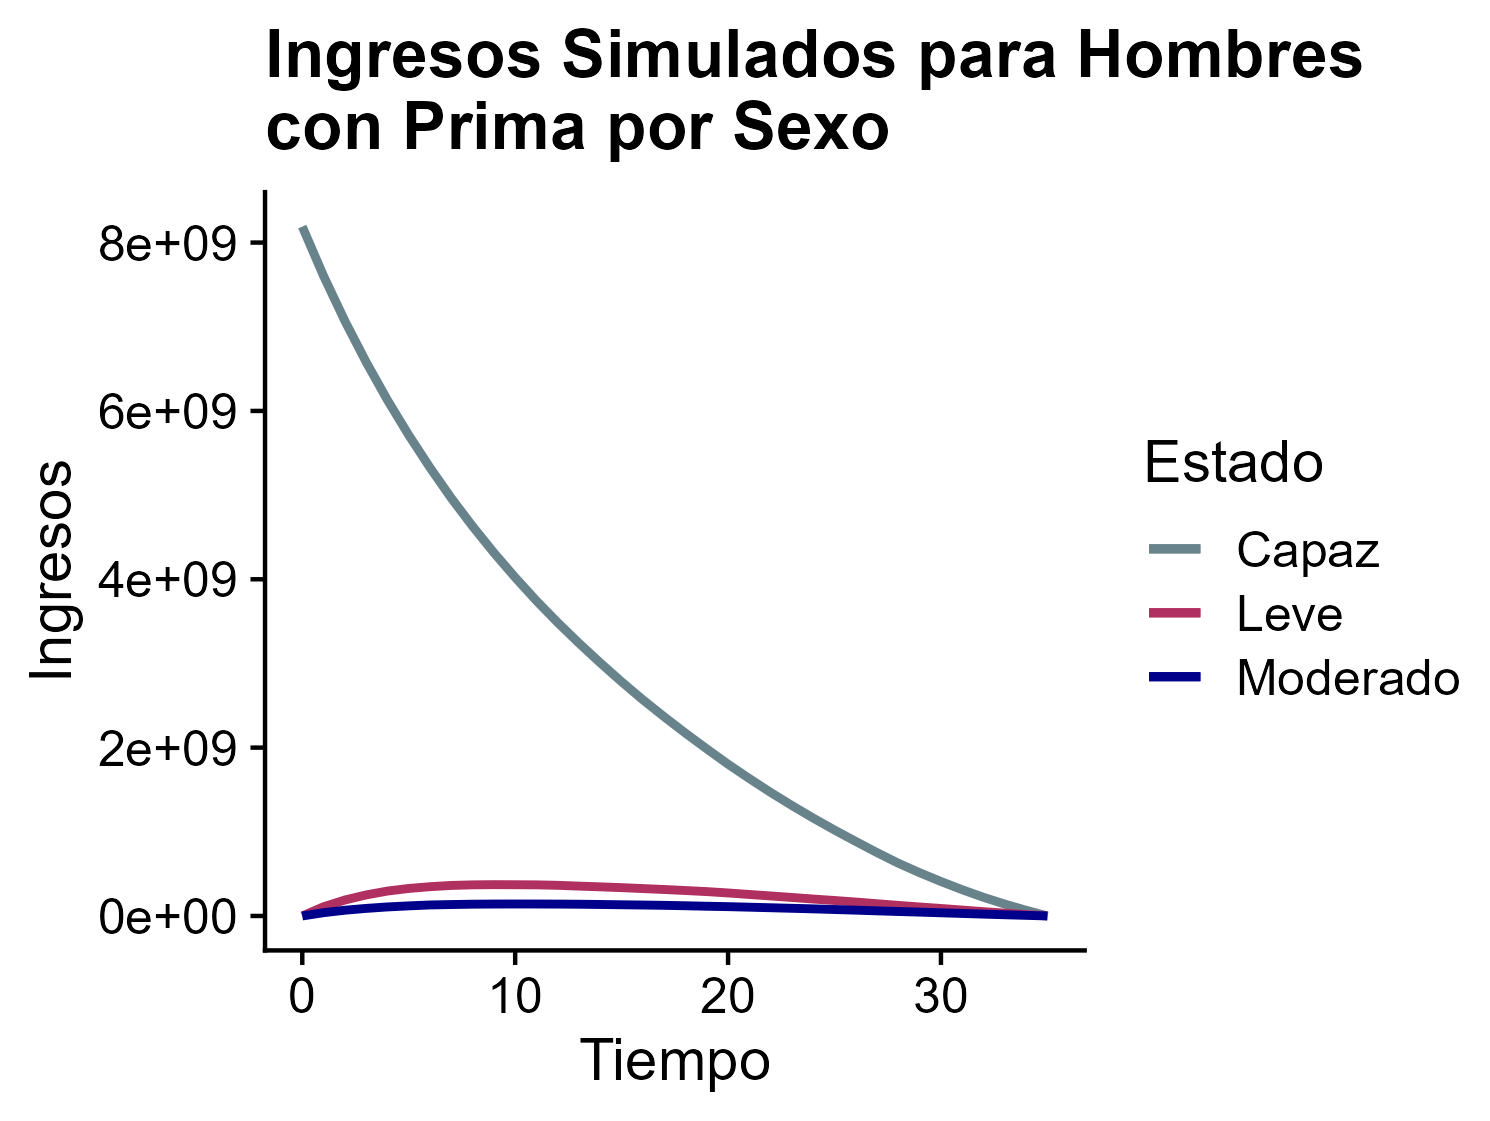 Ingresos Simulados para Hombres
con Prima por Sexo
8e+09
6e+09
4e+09
2e+09
0e+00
Ingresos
0 10 20 30
Tiempo
Estado
Capaz
Leve
Moderado